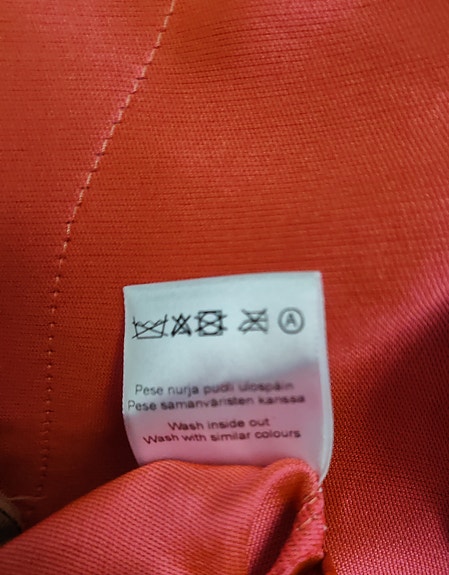 A
Pese nurja puoli ulospäin
Pese samanväristen kanssa
Wash inside out
Wash with similar colours